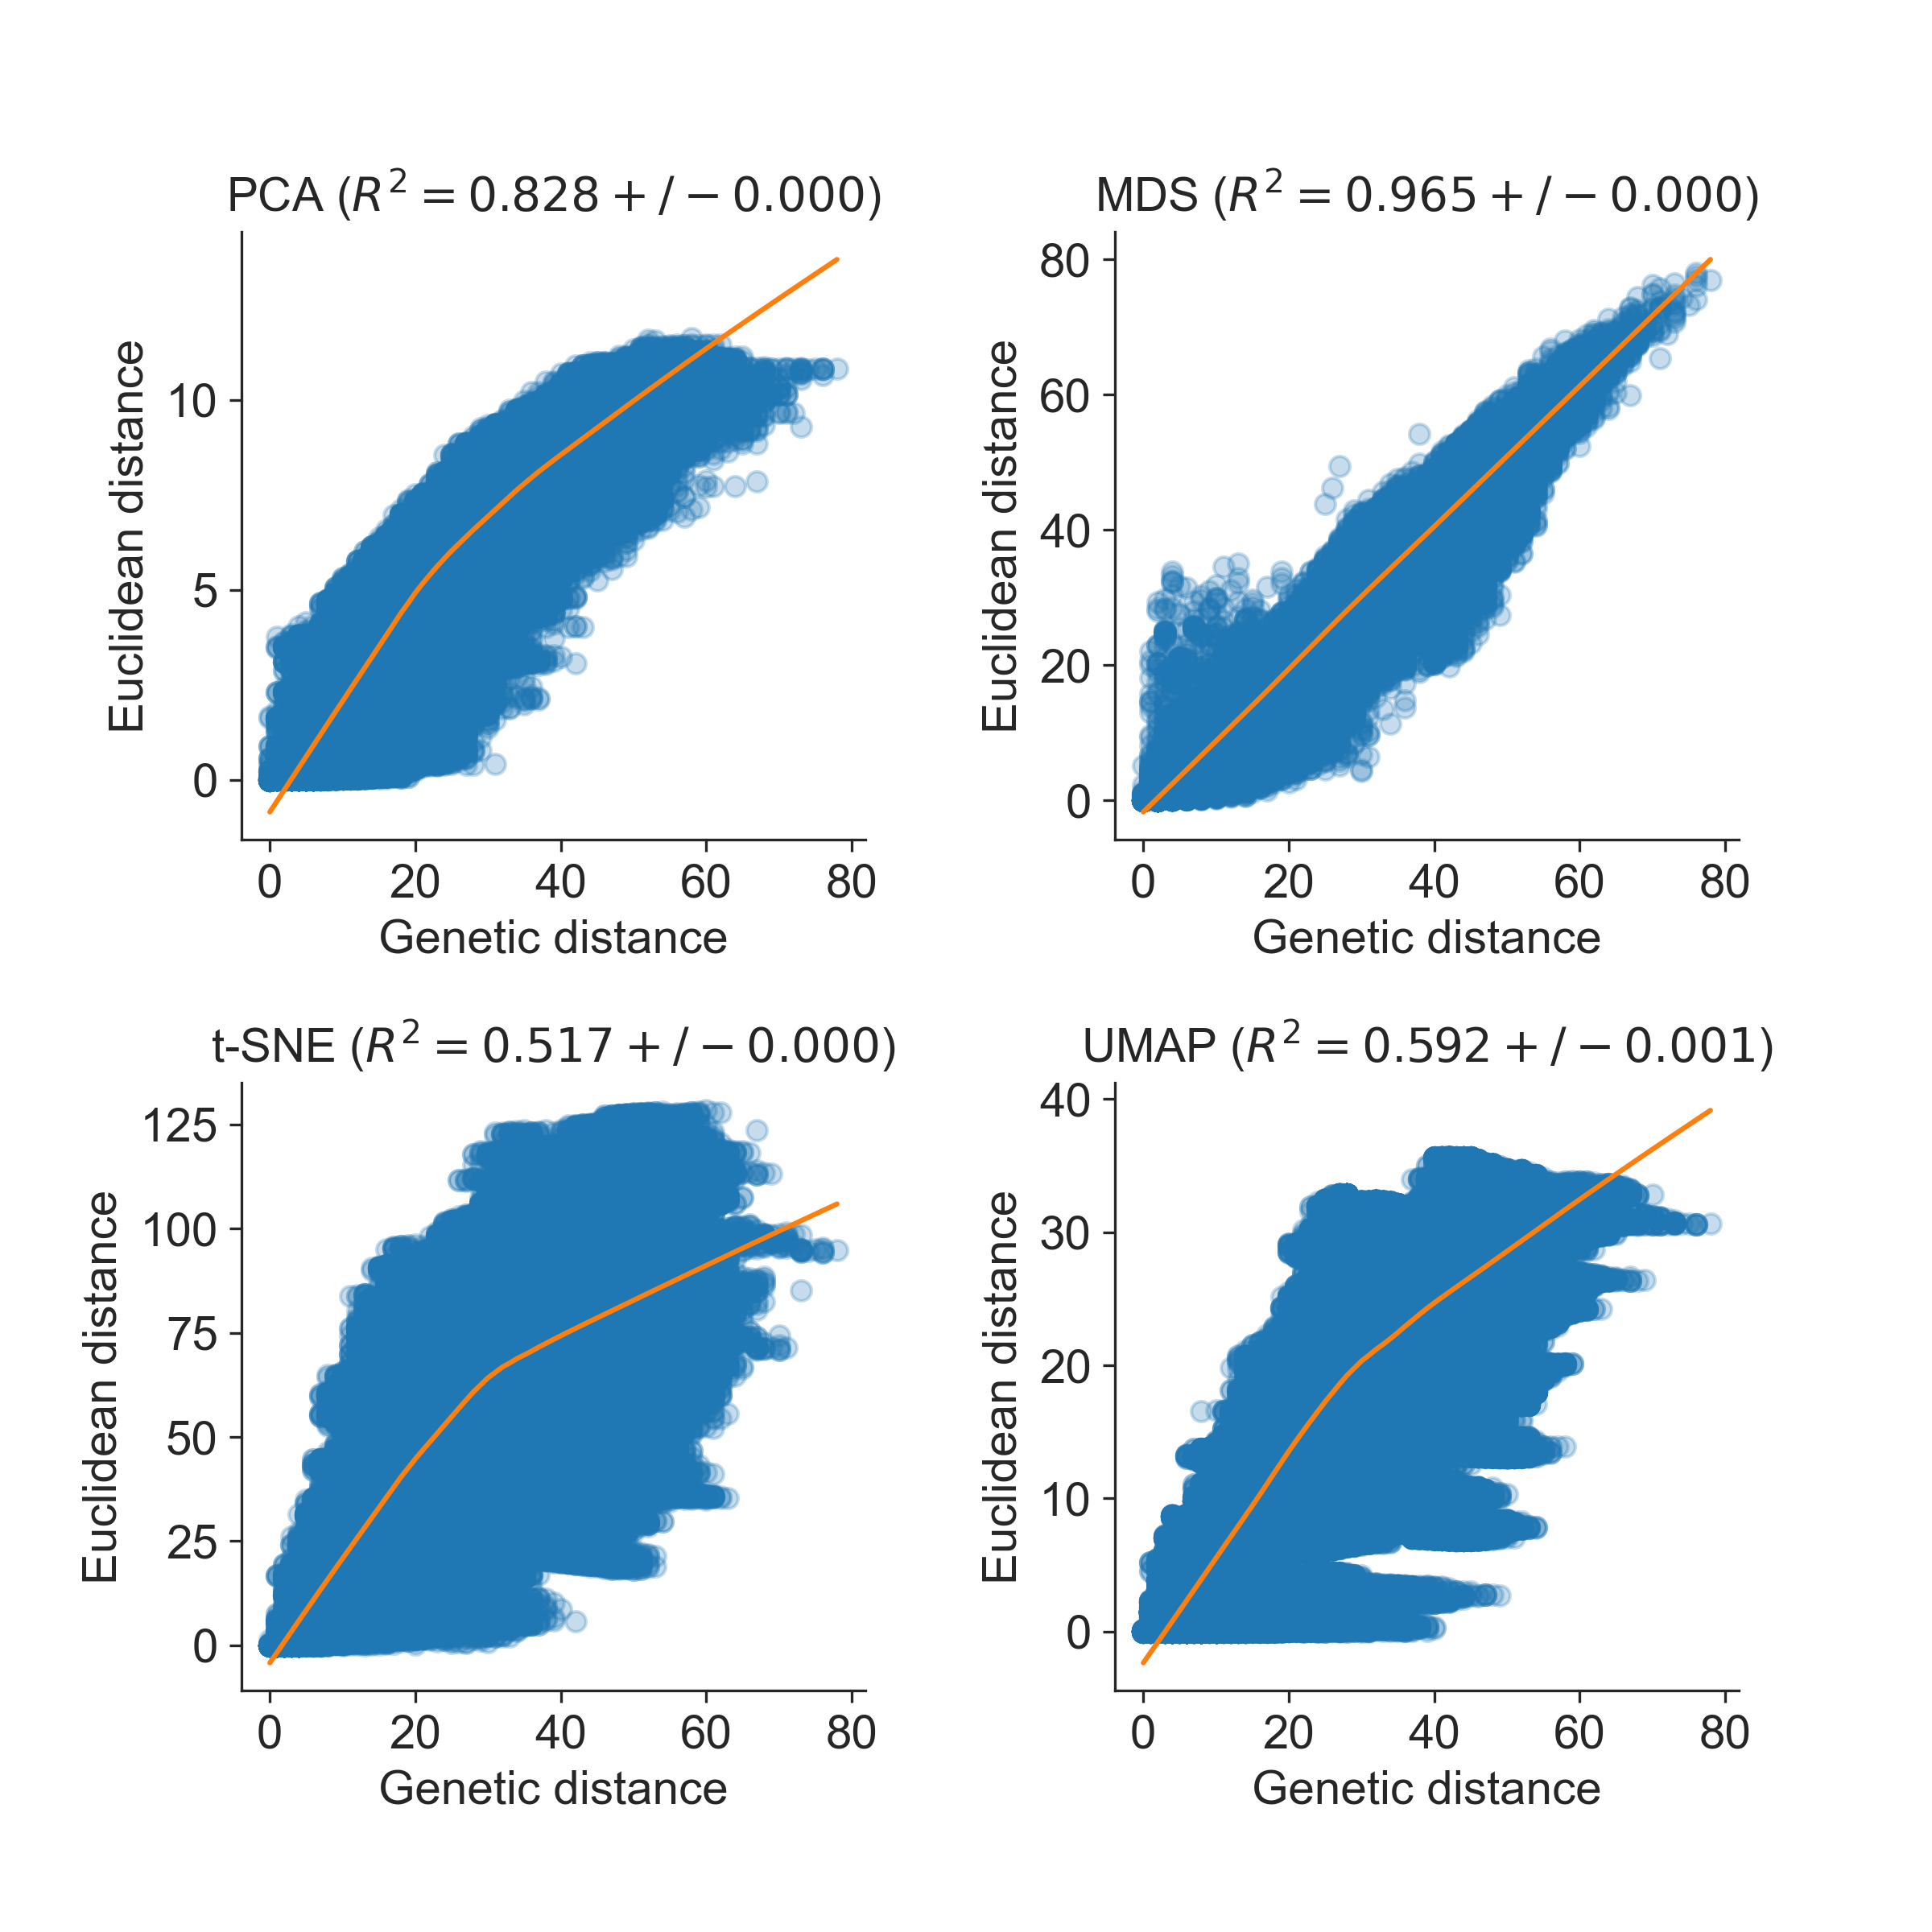 PCA (R² = 0.828 + / − 0.000)
10
5
0
Euclidean distance
0 20 40 60 80
Genetic distance
MDS (R² = 0.965 + / − 0.000)
80
60
40
20
0
Euclidean distance
0 20 40 60 80
Genetic distance
t-SNE (R² = 0.517 + / − 0.000)
125
100
75
50
25
0
Euclidean distance
0 20 40 60 80
Genetic distance
UMAP (R² = 0.592 + / − 0.001)
40
30
20
10
0
Euclidean distance
0 20 40 60 80
Genetic distance